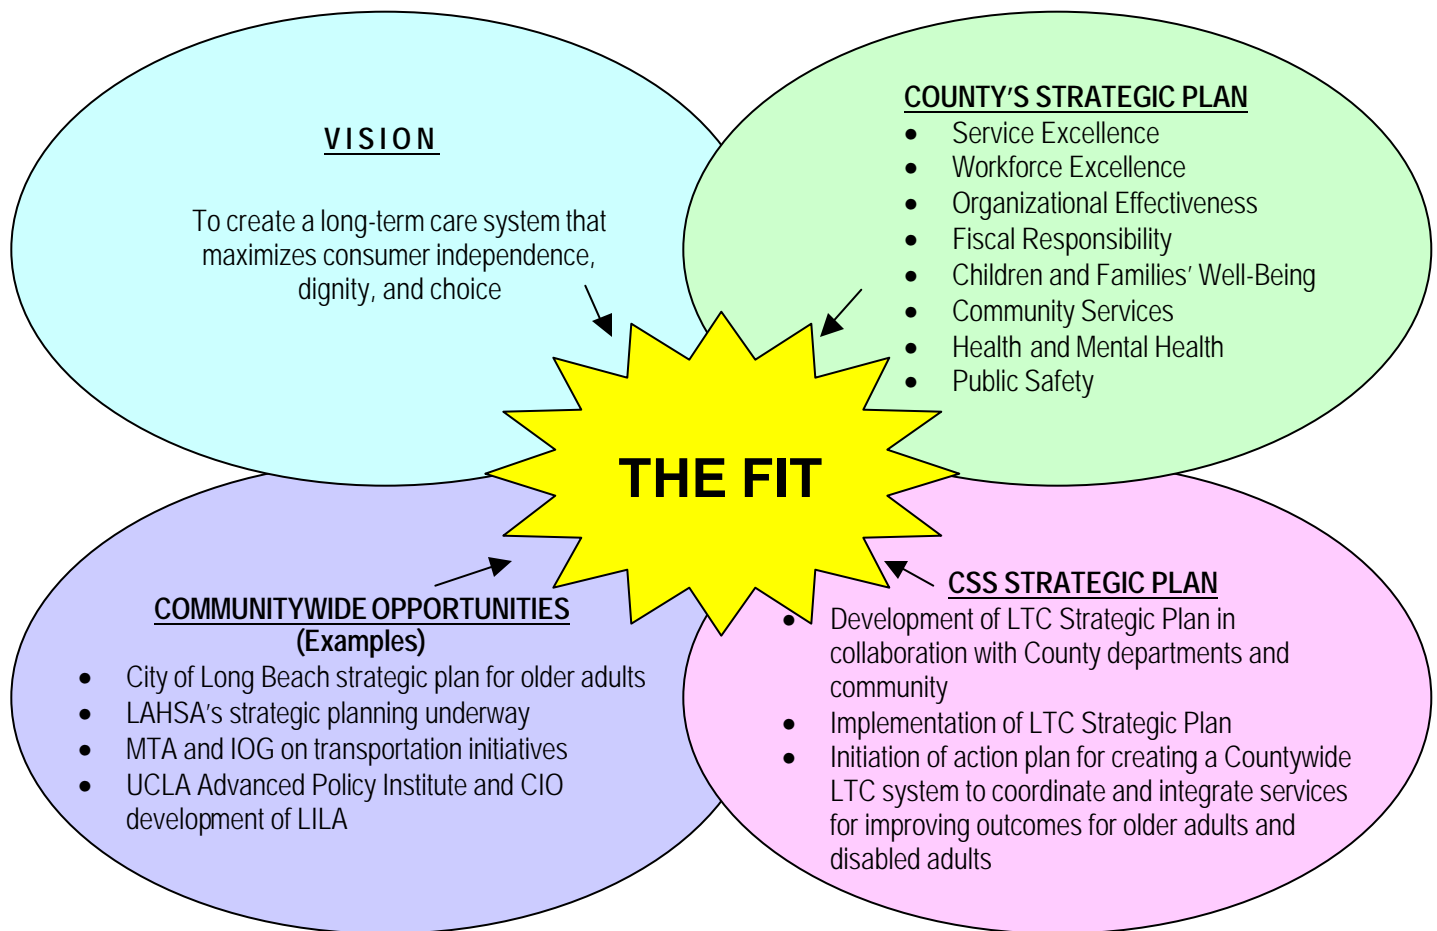 VISION
To create a long-term care system that
maximizes consumer independence,
dignity, and choice
COUNTY'S STRATEGIC PLAN
• Service Excellence
• Workforce Excellence
• Organizational Effectiveness
• Fiscal Responsibility
• Children and Families' Well-Being
• Community Services
• Health and Mental Health
• Public Safety
THE FIT
COMMUNITYWIDE OPPORTUNITIES
(Examples)
• City of Long Beach strategic plan for older adults
• LAHSA's strategic planning underway
• MTA and IOG on transportation initiatives
• UCLA Advanced Policy Institute and CIO
development of LILA
CSS STRATEGIC PLAN
• Development of LTC Strategic Plan in
collaboration with County departments and
community
• Implementation of LTC Strategic Plan
• Initiation of action plan for creating a Countywide
LTC system to coordinate and integrate services
for improving outcomes for older adults and
disabled adults